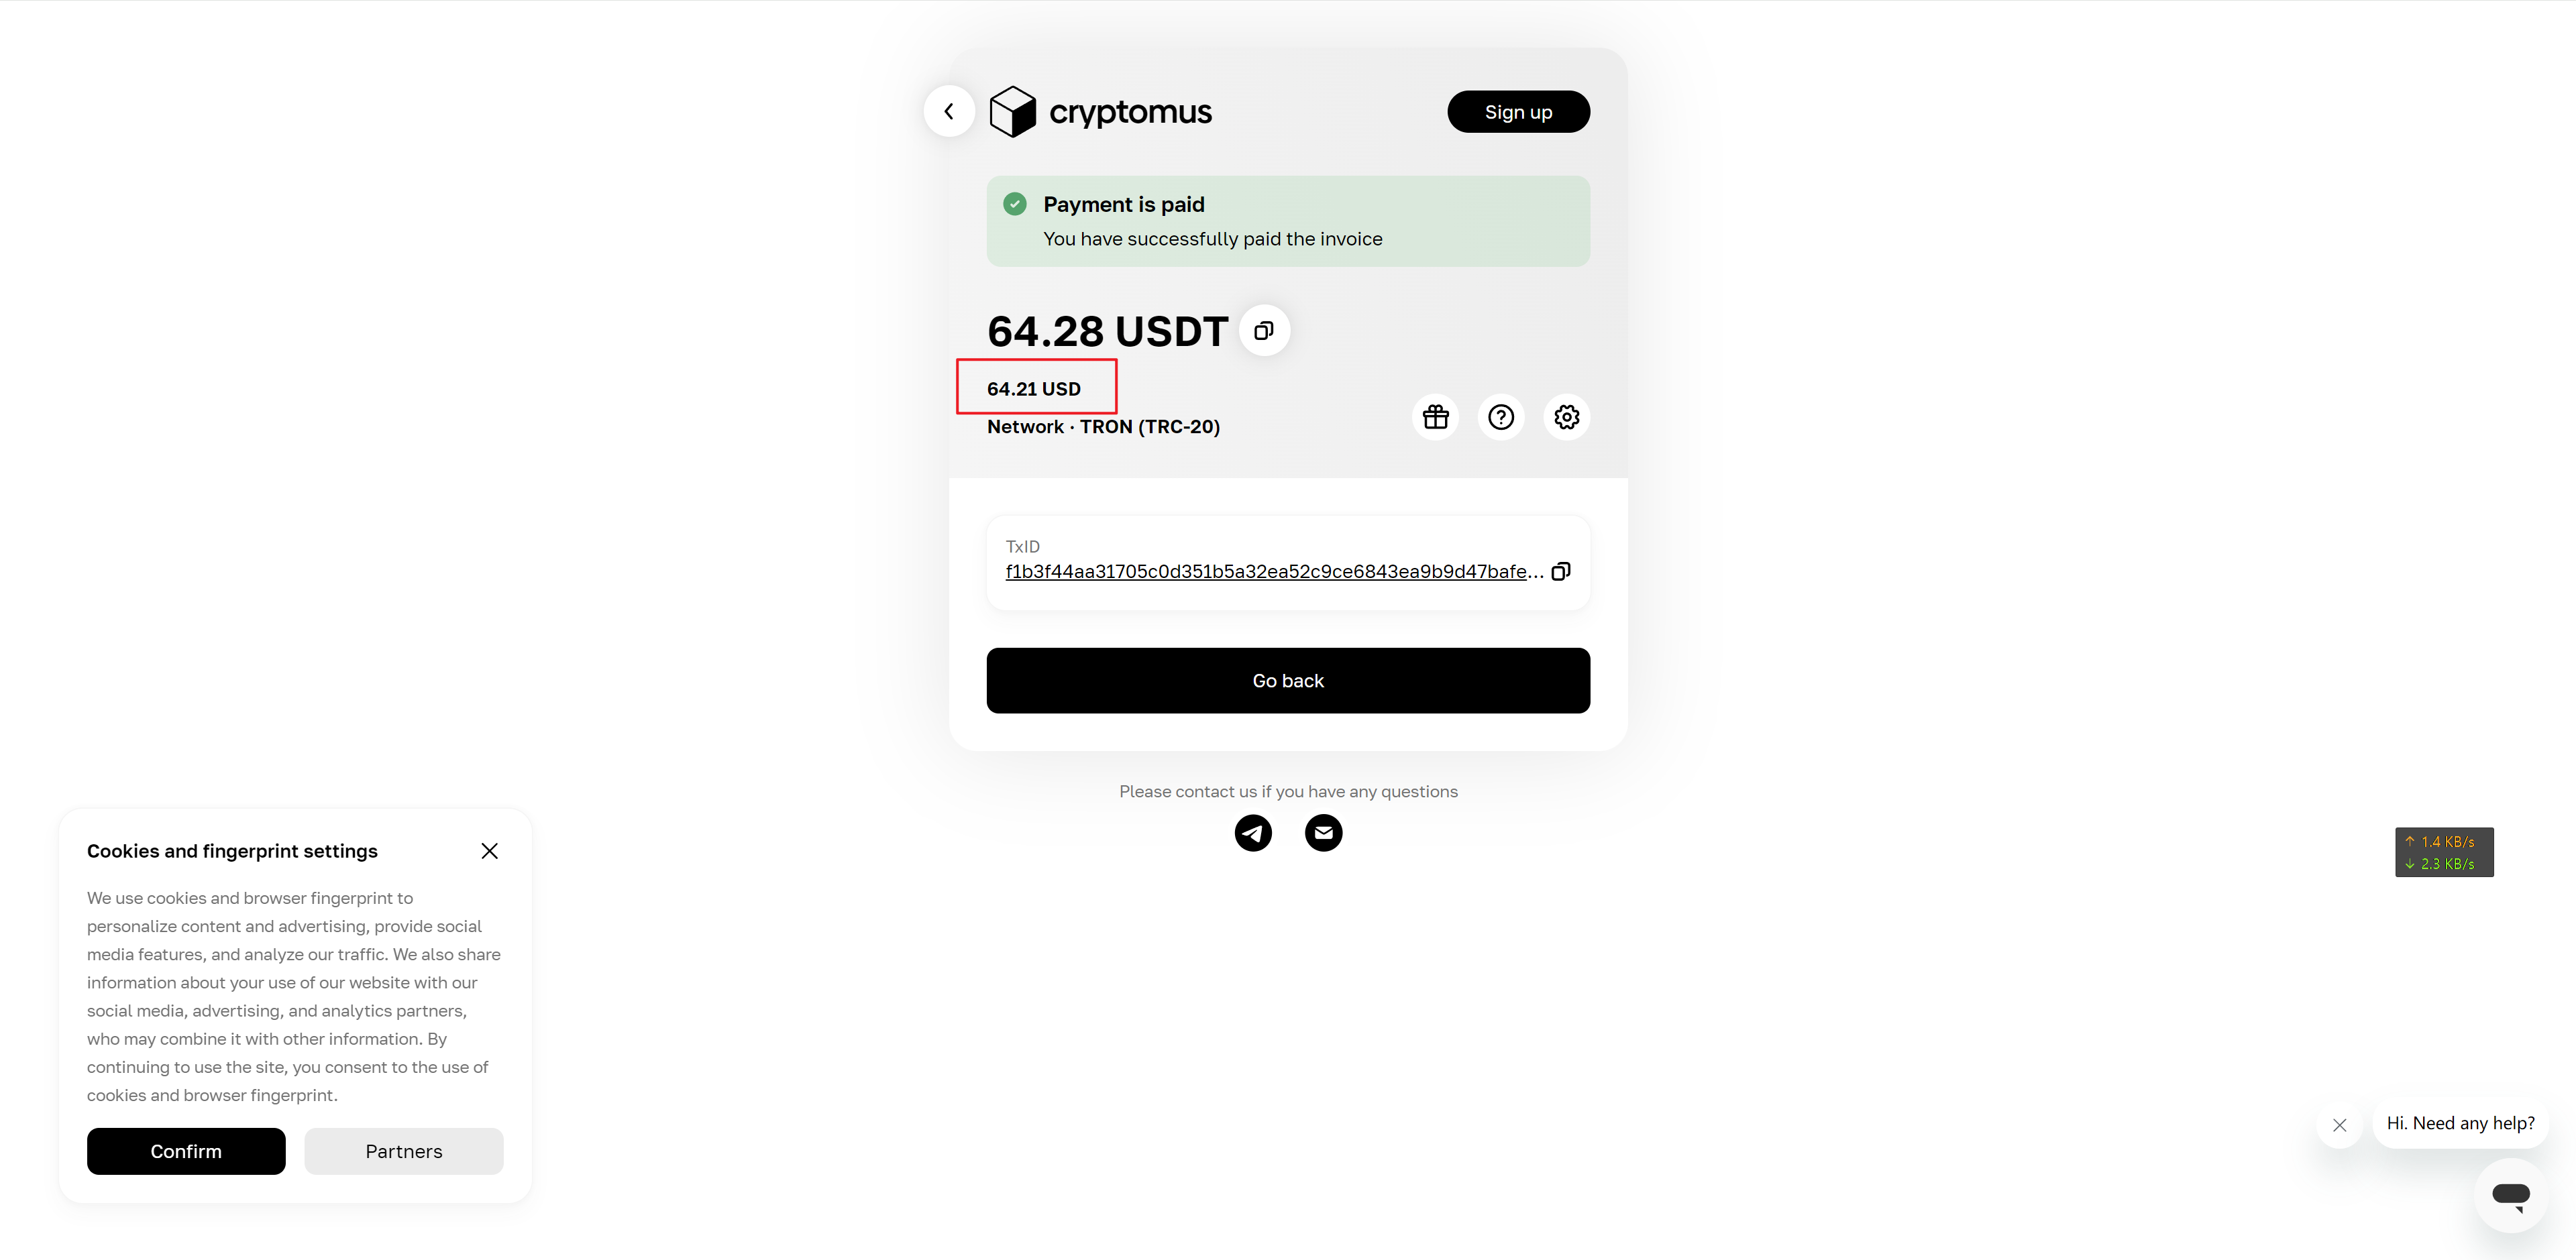 cryptomus
Sign up
Payment is paid
You have successfully paid the invoice
64.28 USDT
64.21 USD
Network · TRON (TRC-20)
TxID
f1b3f44aa31705c0d351b5a32ea52c9ce6843ea9b9d47bafe...
Go back
Please contact us if you have any questions
Cookies and fingerprint settings
We use cookies and browser fingerprint to
personalize content and advertising, provide social
media features, and analyze our traffic. We also share
information about your use of our website with our
social media, advertising, and analytics partners,
who may combine it with other information. By
continuing to use the site, you consent to the use of
cookies and browser fingerprint.
Confirm
Partners
↑ 1.4 KB/s
↓ 2.3 KB/s
Hi. Need any help?